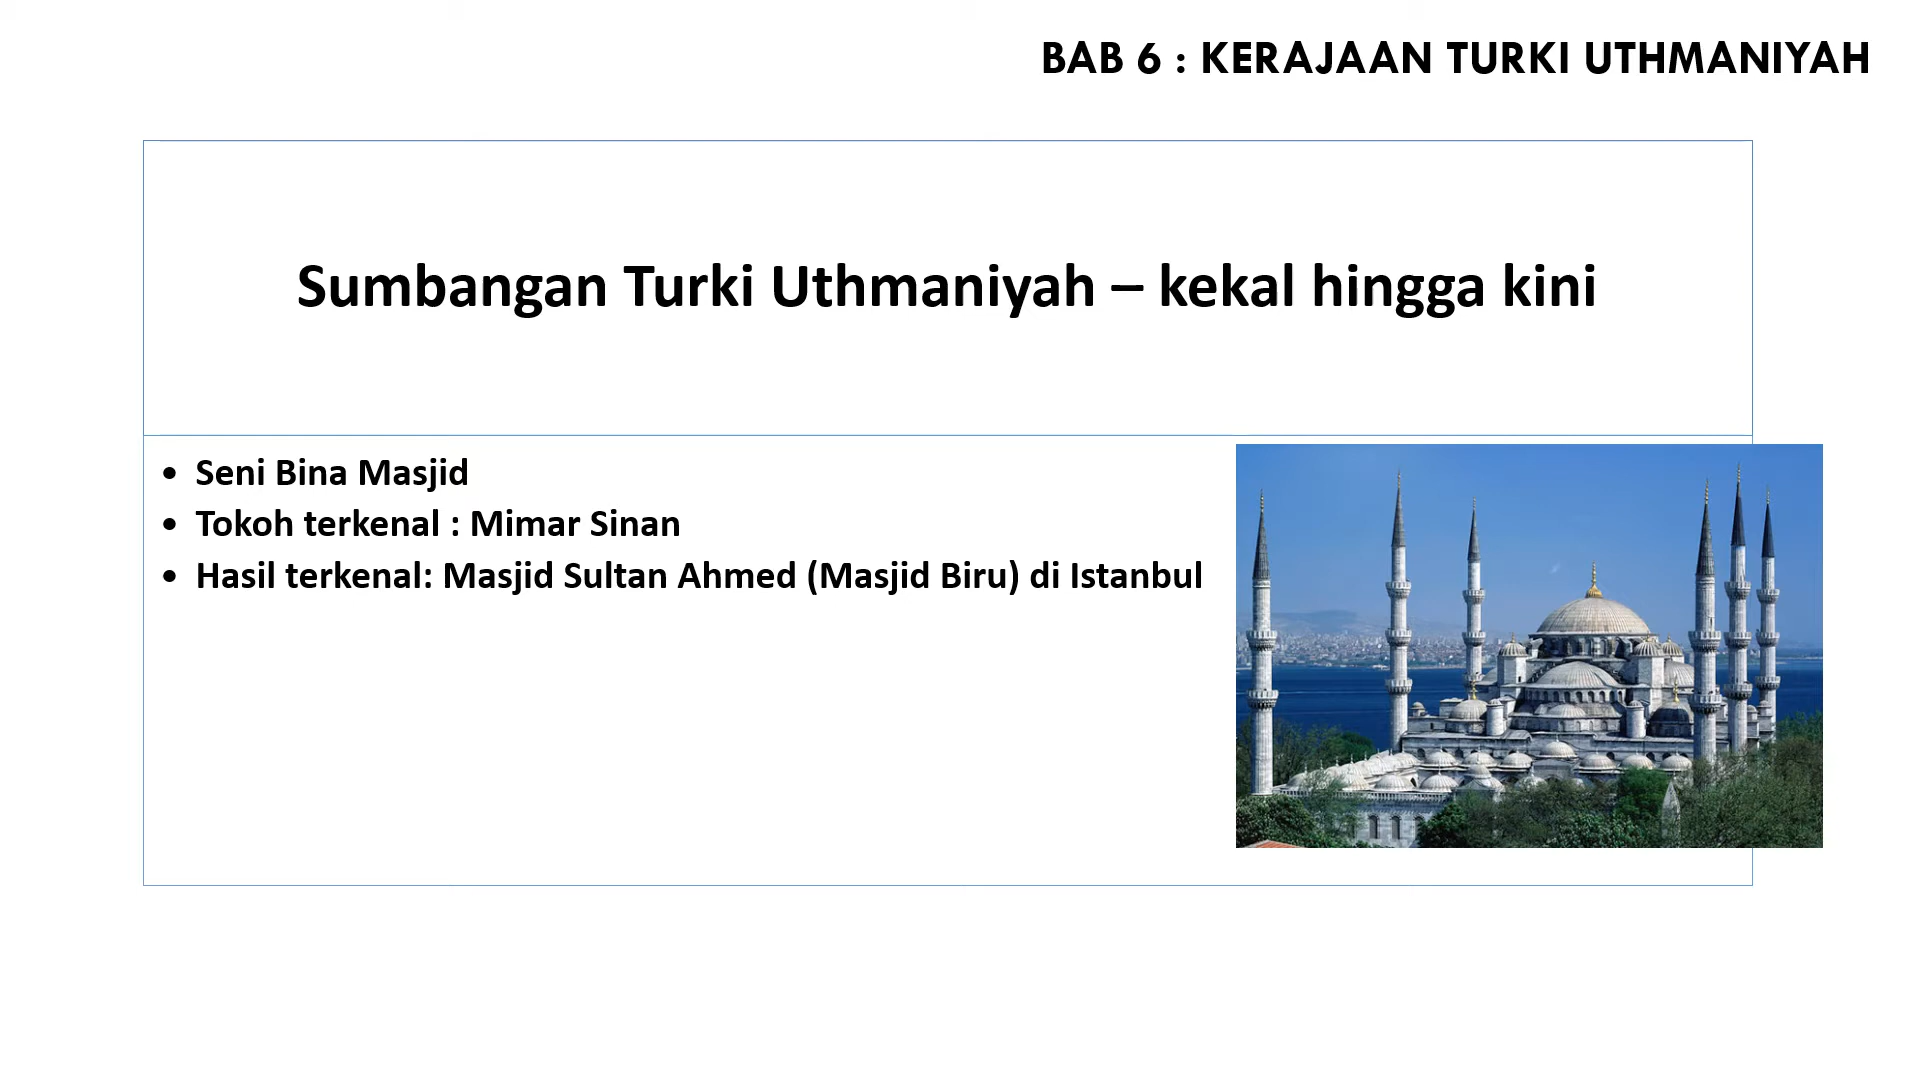 BAB 6 : KERAJAAN TURKI UTHMANIYAH
Sumbangan Turki Uthmaniyah – kekal hingga kini
• Seni Bina Masjid
• Tokoh terkenal : Mimar Sinan
• Hasil terkenal: Masjid Sultan Ahmed (Masjid Biru) di Istanbul